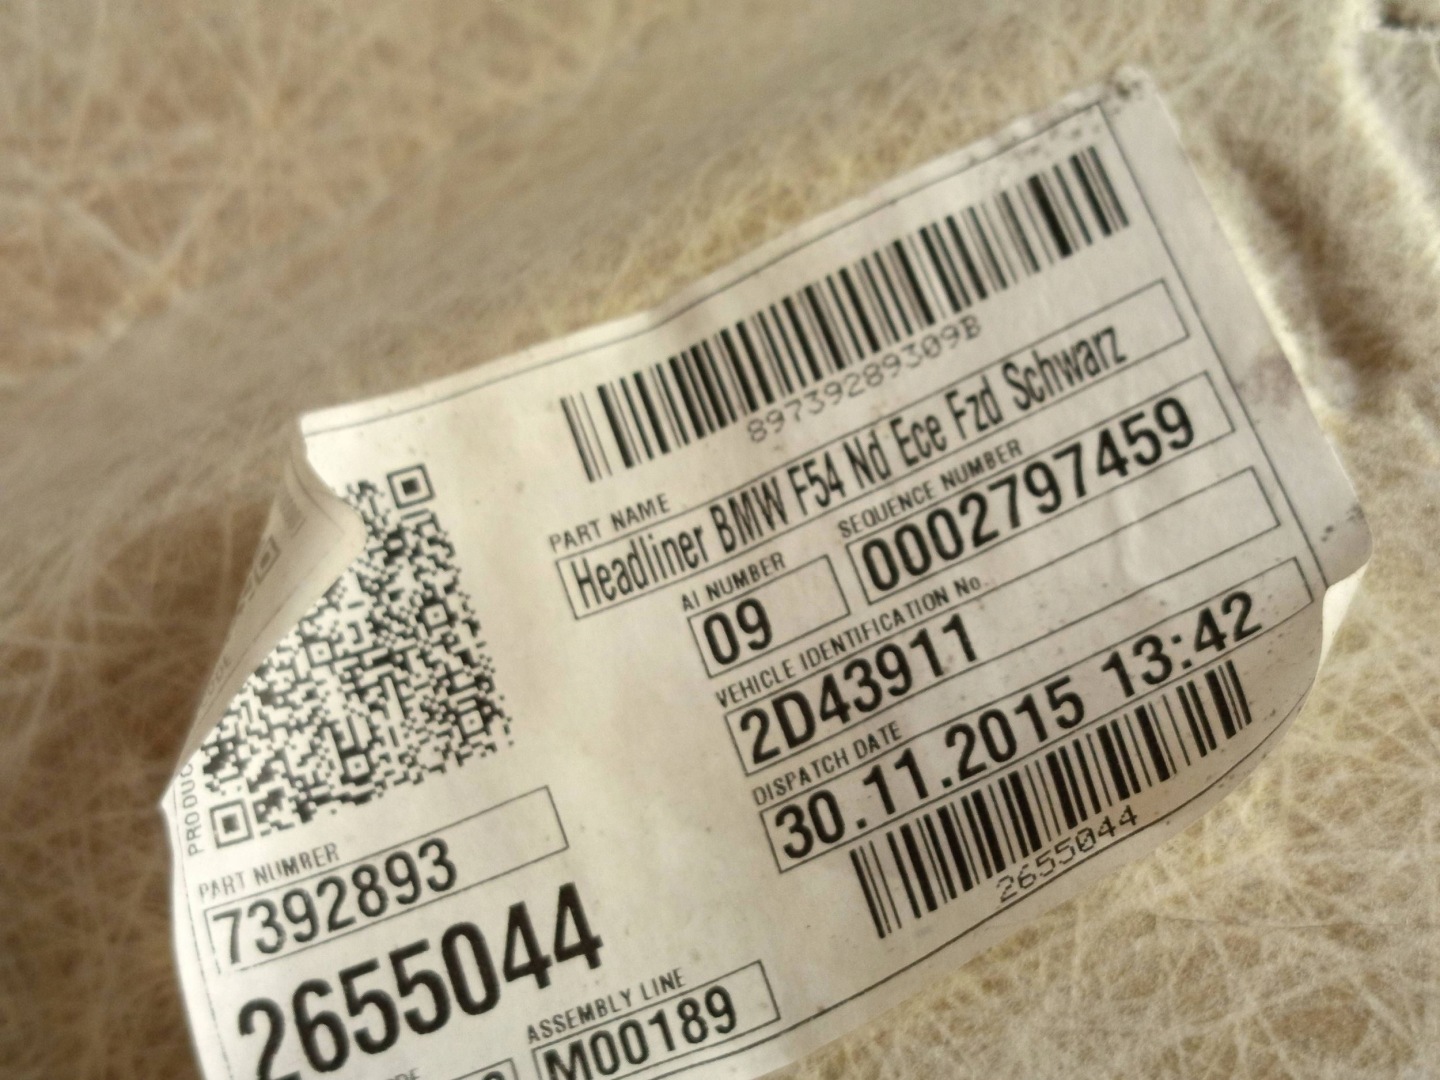 89739289309B
PART NAME
Headliner BMW F54 Nd Ece Fzd Schwarz
AI NUMBER
09
SEQUENCE NUMBER
0002797459
VEHICLE IDENTIFICATION No.
2D43911
DISPATCH DATE
30.11.2015 13:42
2655044
PART NUMBER
7392893
2655044
ASSEMBLY LINE
M00189